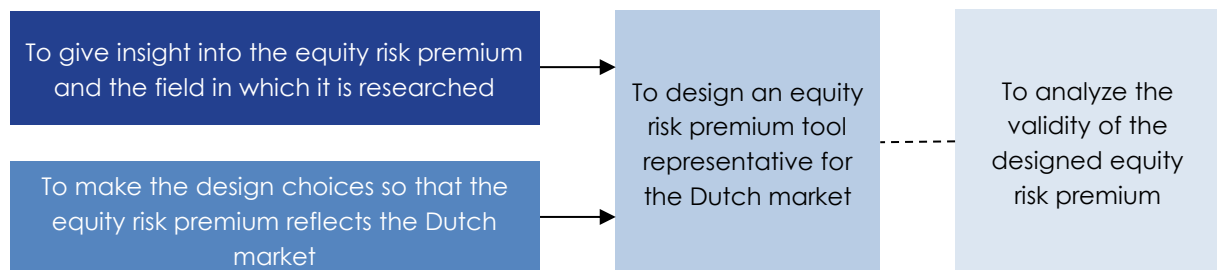 To give insight into the equity risk premium
and the field in which it is researched
To make the design choices so that the
equity risk premium reflects the Dutch
market
To design an equity
risk premium tool
representative for
the Dutch market
To analyze the
validity of the
designed equity
risk premium